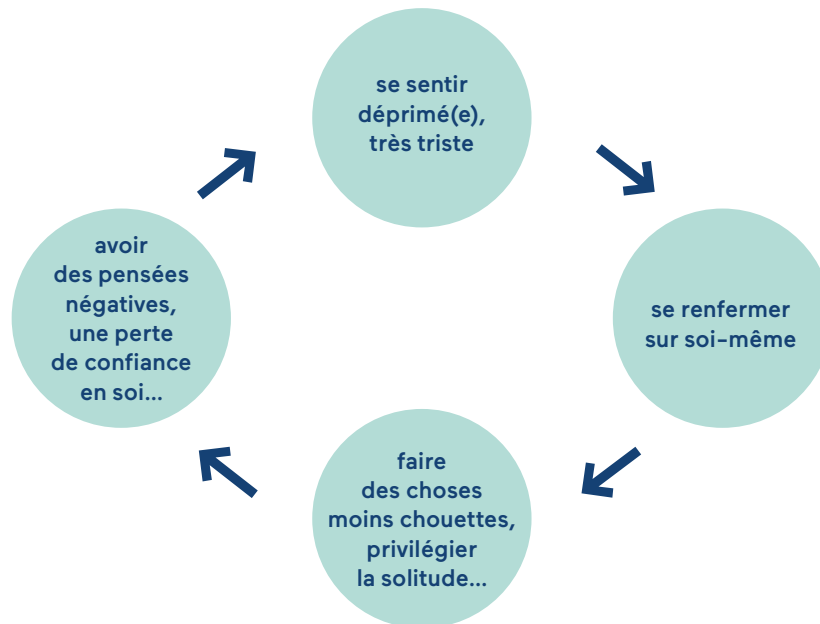 se sentir
déprimé(e),
très triste
se renfermer
sur soi-même
faire
des choses
moins chouettes,
privilégier
la solitude...
avoir
des pensées
négatives,
une perte
de confiance
en soi...